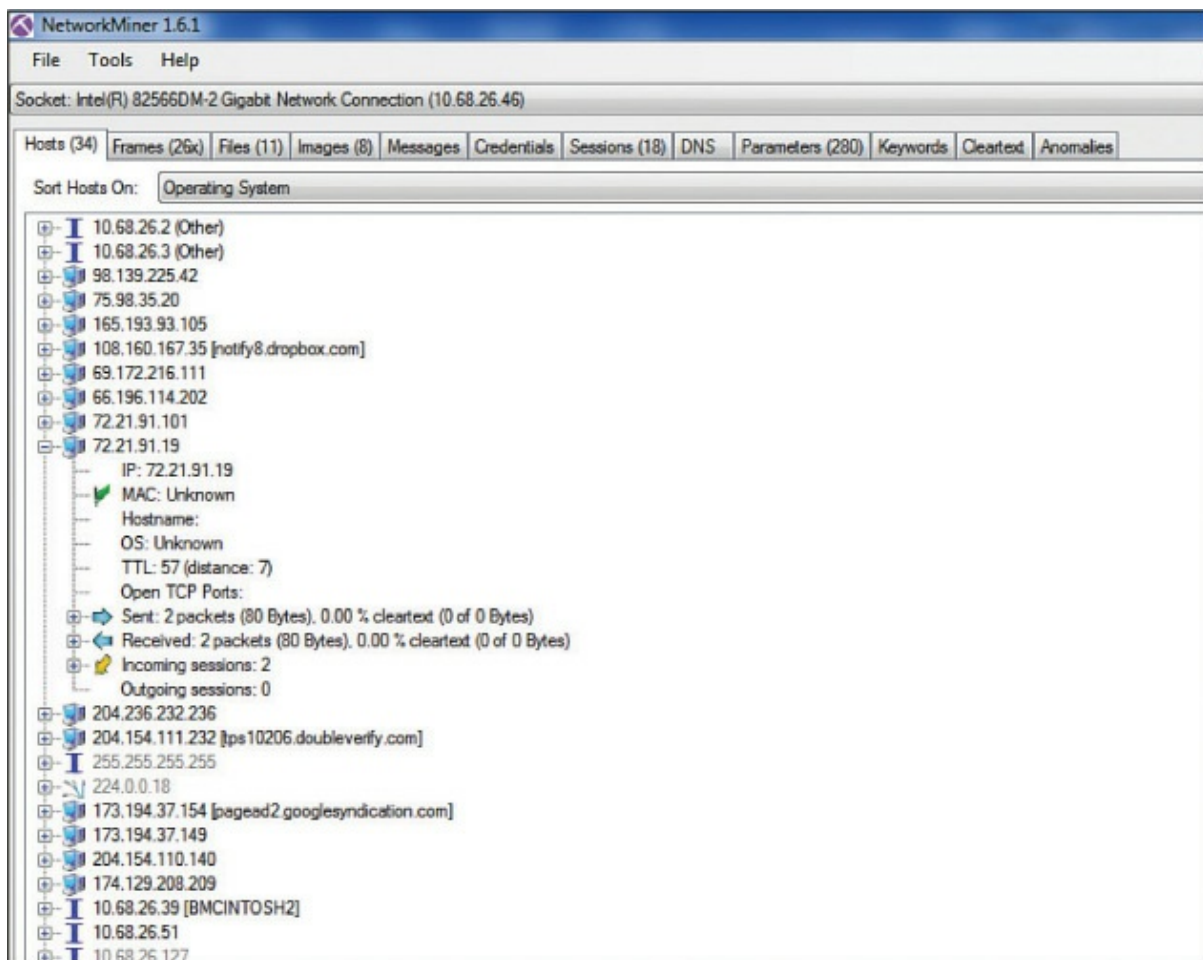 NetworkMiner 1.6.1
File Tools Help
Socket: Intel(R) 82566DM-2 Gigabit Network Connection (10.68.26.46)
Hosts (34) Frames (26x) Files (11) Images (8) Messages Credentials Sessions (18) DNS Parameters (280) Keywords Cleartext Anomalies
Sort Hosts On: Operating System
10.68.26.2 (Other)
10.68.26.3 (Other)
98.139.225.42
75.98.35.20
165.193.93.105
108.160.167.35 [notify8.dropbox.com]
69.172.216.111
66.196.114.202
72.21.91.101
72.21.91.19
IP: 72.21.91.19
MAC: Unknown
Hostname:
OS: Unknown
TTL: 57 (distance: 7)
Open TCP Ports:
Sent: 2 packets (80 Bytes), 0.00 % cleartext (0 of 0 Bytes)
Received: 2 packets (80 Bytes), 0.00 % cleartext (0 of 0 Bytes)
Incoming sessions: 2
Outgoing sessions: 0
204.236.232.236
204.154.111.232 [tps10206.doubleverify.com]
255.255.255.255
224.0.0.18
173.194.37.154 [pagead2.googlesyndication.com]
173.194.37.149
204.154.110.140
174.129.208.209
10.68.26.39 [BMCINTOSH2]
10.68.26.51
10.68.26.127